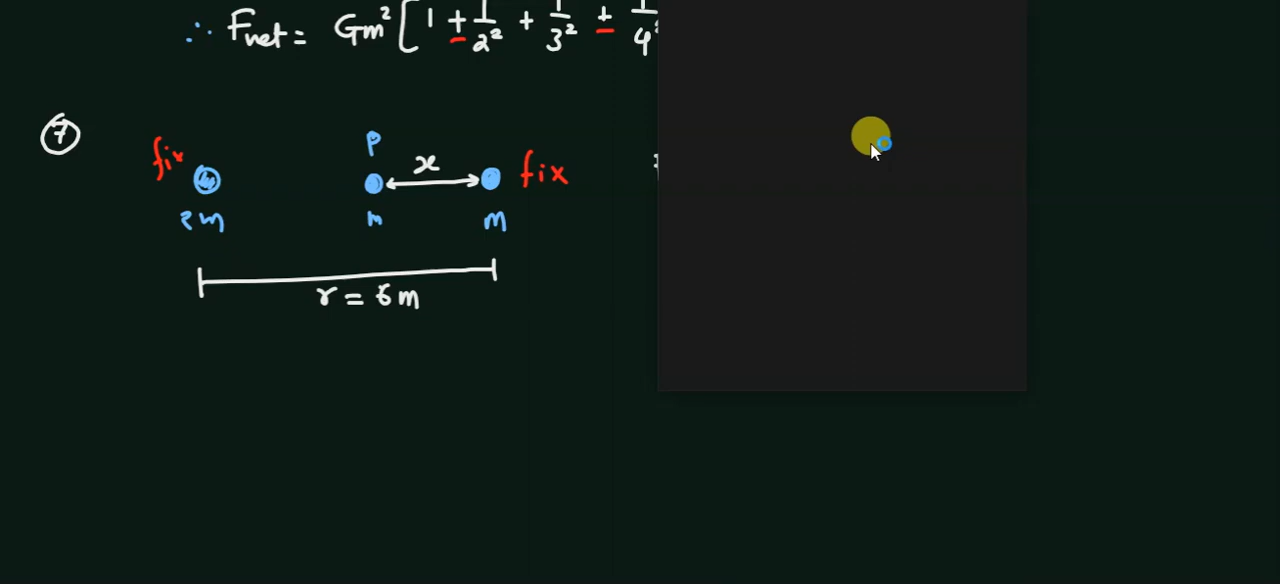 ∴ Fnet = Gm² [ 1 ± 1/2² + 1/3² ± 1/4²
7
fix P x fix
2m m m
r = 6m